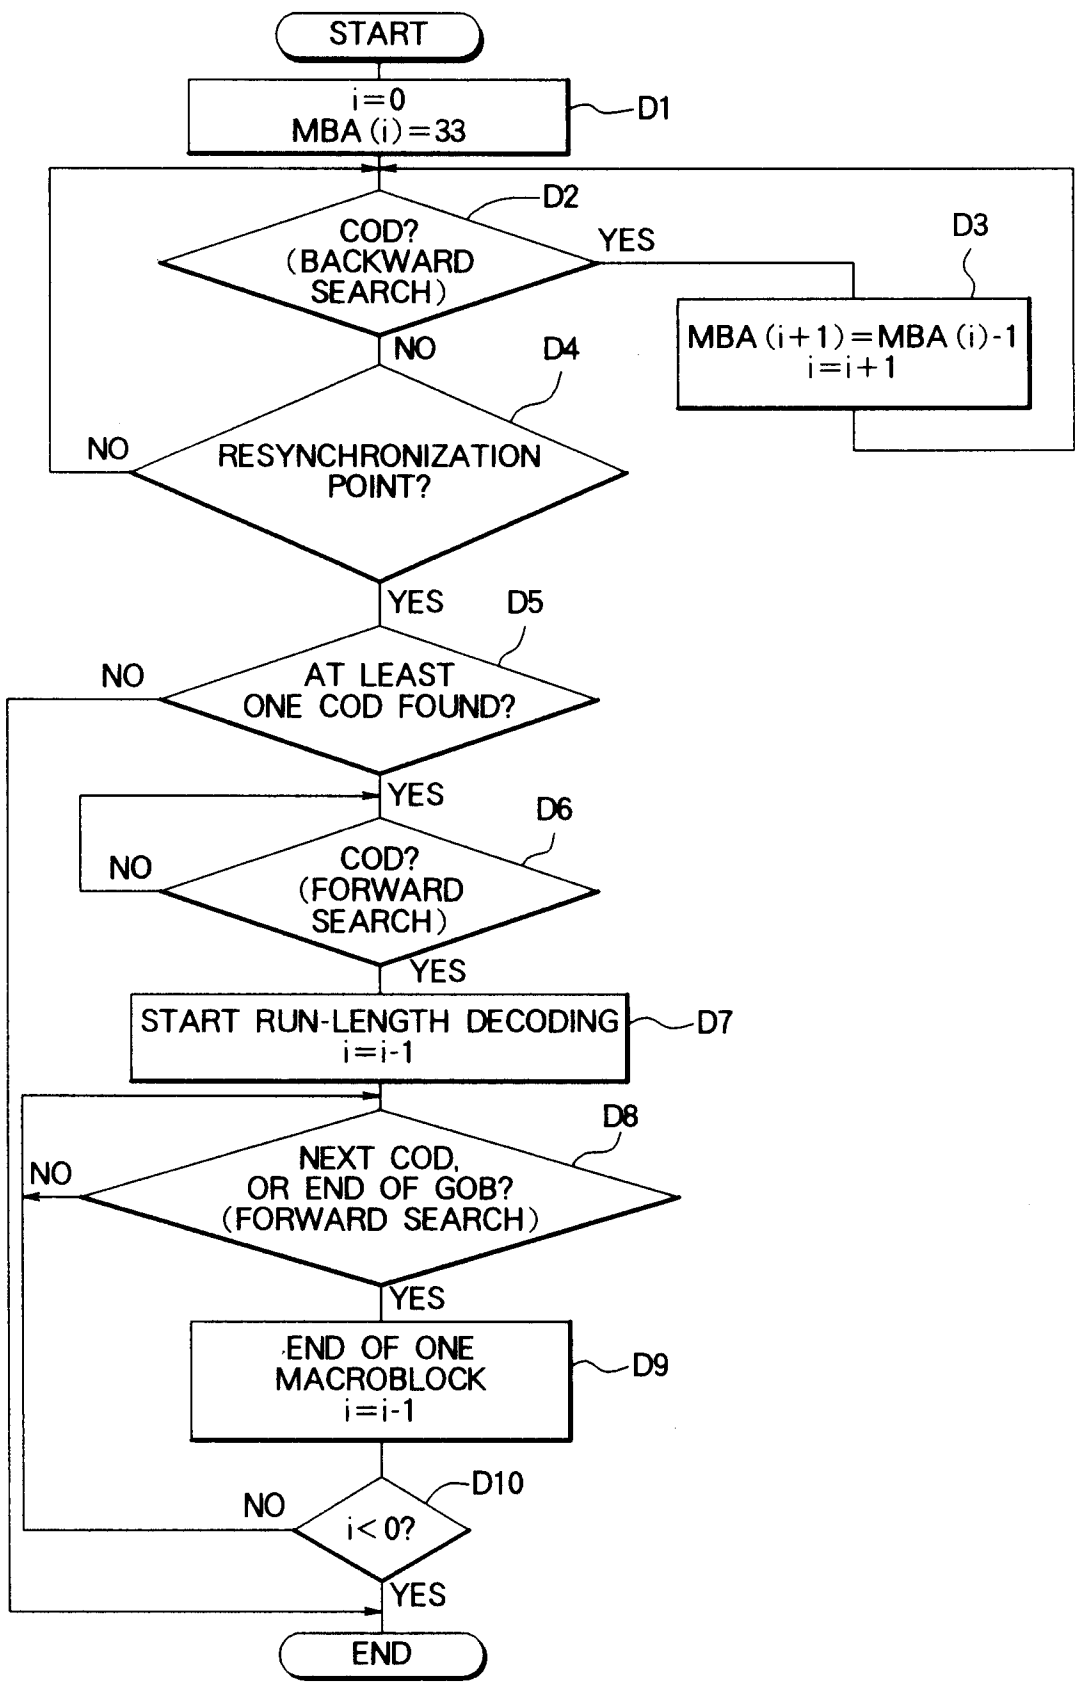 START
i=0
MBA(i)=33
D1
D2
COD?
(BACKWARD
SEARCH)
YES
D3
MBA(i+1)=MBA(i)-1
i=i+1
NO
D4
NO
RESYNCHRONIZATION
POINT?
YES
D5
NO
AT LEAST
ONE COD FOUND?
YES
D6
NO
COD?
(FORWARD
SEARCH)
YES
START RUN-LENGTH DECODING
i=i-1
D7
D8
NO
NEXT COD,
OR END OF GOB?
(FORWARD SEARCH)
YES
END OF ONE
MACROBLOCK
i=i-1
D9
D10
NO
i<0?
YES
END